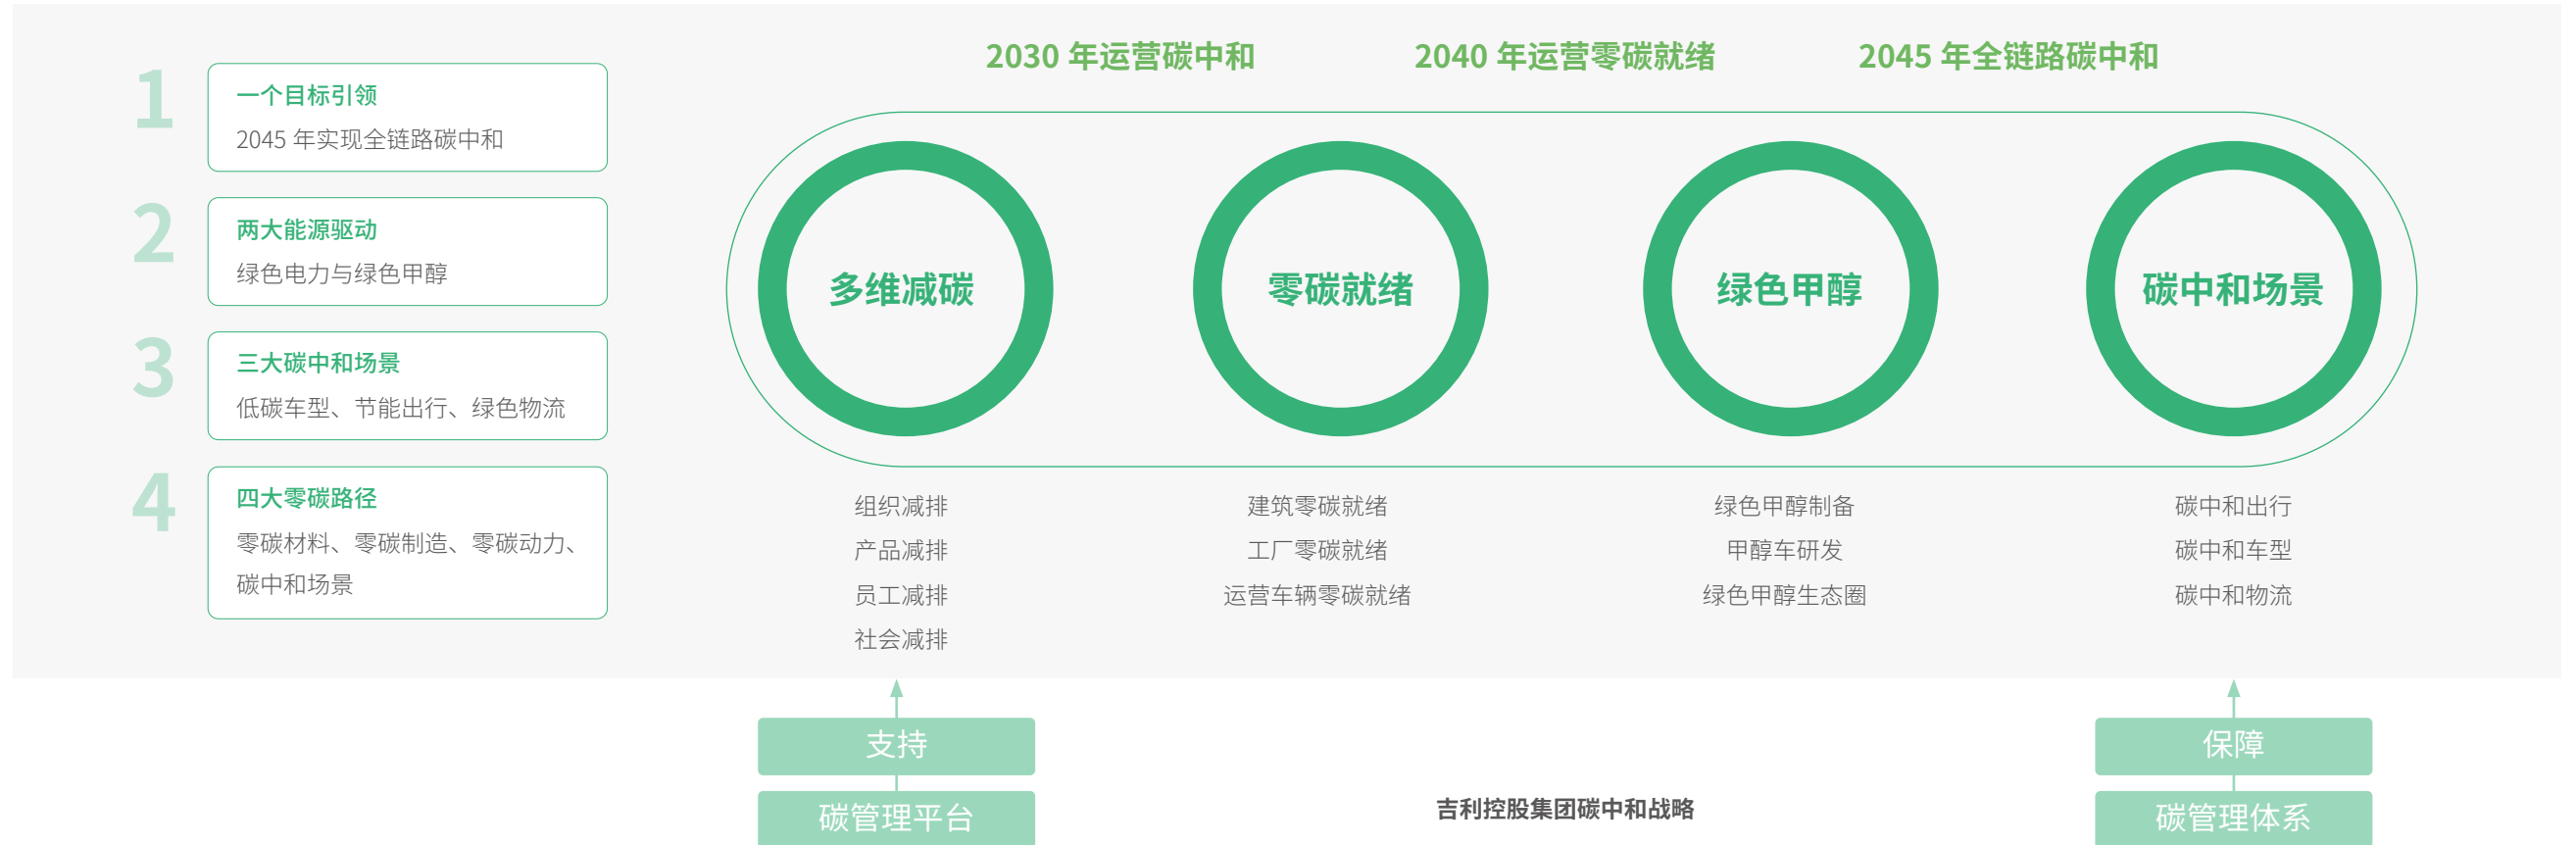 1
一个目标引领
2045 年实现全链路碳中和
2
两大能源驱动
绿色电力与绿色甲醇
3
三大碳中和场景
低碳车型、节能出行、绿色物流
4
四大零碳路径
零碳材料、零碳制造、零碳动力、
碳中和场景
2030 年运营碳中和
2040 年运营零碳就绪
2045 年全链路碳中和
多维减碳
零碳就绪
绿色甲醇
碳中和场景
组织减排
产品减排
员工减排
社会减排
建筑零碳就绪
工厂零碳就绪
运营车辆零碳就绪
绿色甲醇制备
甲醇车研发
绿色甲醇生态圈
碳中和出行
碳中和车型
碳中和物流
支持
碳管理平台
保障
碳管理体系
吉利控股集团碳中和战略